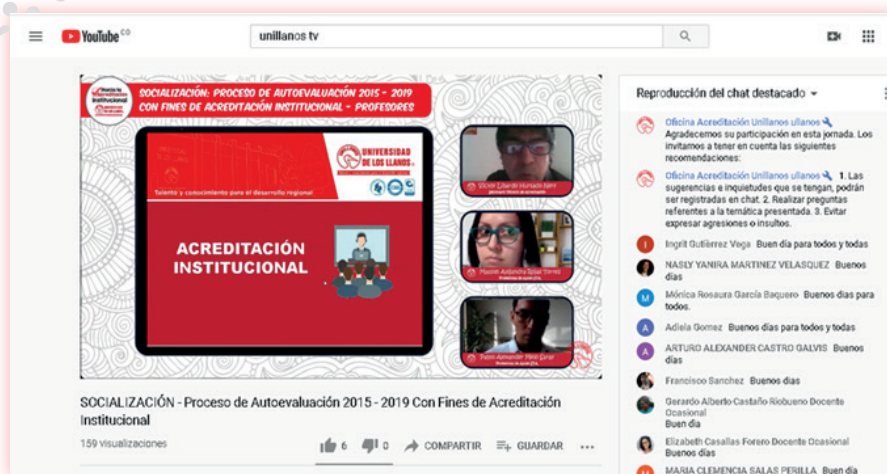 YouTube CO
unillanos tv
SOCIALIZACIÓN: PROCESO DE AUTOEVALUACIÓN 2015 - 2019
CON FINES DE ACREDITACIÓN INSTITUCIONAL - PROFESORES
UNIVERSIDAD
DE LOS LLANOS
Talento y conocimiento para el desarrollo regional
ACREDITACIÓN
INSTITUCIONAL
SOCIALIZACIÓN - Proceso de Autoevaluación 2015 - 2019 Con Fines de Acreditación
Institucional
159 visualizaciones
6
0
COMPARTIR
GUARDAR
Reproducción del chat destacado
Oficina Acreditación Unillanos ullanos
Agradecemos su participación en esta jornada. Los
invitamos a tener en cuenta las siguientes
recomendaciones:
Oficina Acreditación Unillanos ullanos 1. Las
sugerencias e inquietudes que se tengan, podrán
ser registradas en chat. 2. Realizar preguntas
referentes a la temática presentada. 3. Evitar
expresar agresiones o insultos.
I Ingrit Gutiérrez Vega Buen día para todos y todas
NASLY YANIRA MARTINEZ VELASQUEZ Buenos
días
M Mónica Rosaura García Baquero Buenos días para
todos.
A Adiela Gomez Buenos días para todos y todas
A ARTURO ALEXANDER CASTRO GALVIS Buenos
días
Francisco Sanchez Buenos dias
Gerardo Alberto Castaño Riobueno Docente
Ocasional
Buen dia
Elizabeth Casallas Forero Docente Ocasional
Buenos días
M MARIA CLEMENCIA SALAS PERILLA Buen día